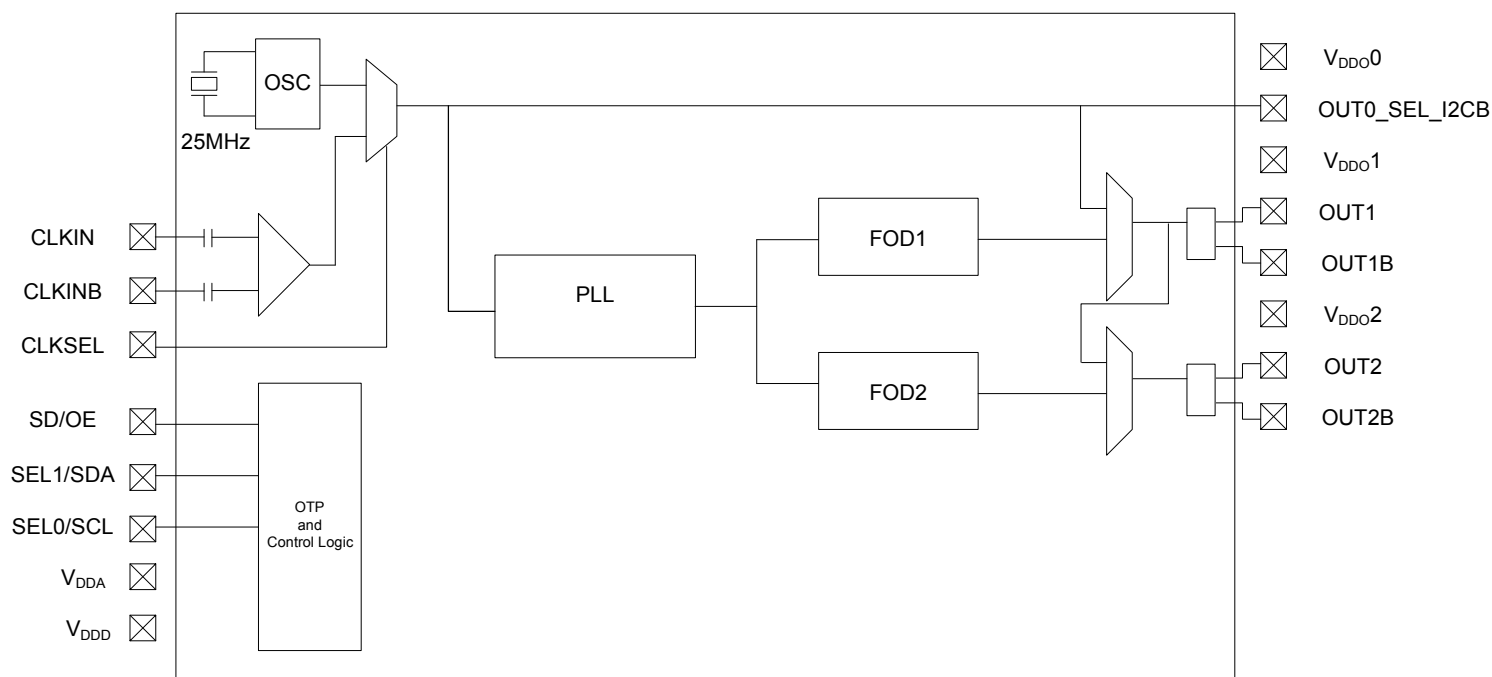 OSC
25MHz
CLKIN
CLKINB
CLKSEL
SD/OE
SEL1/SDA
SEL0/SCL
VDDA
VDDD
OTP
and
Control Logic
PLL
FOD1
FOD2
VDDO0
OUT0_SEL_I2CB
VDDO1
OUT1
OUT1B
VDDO2
OUT2
OUT2B